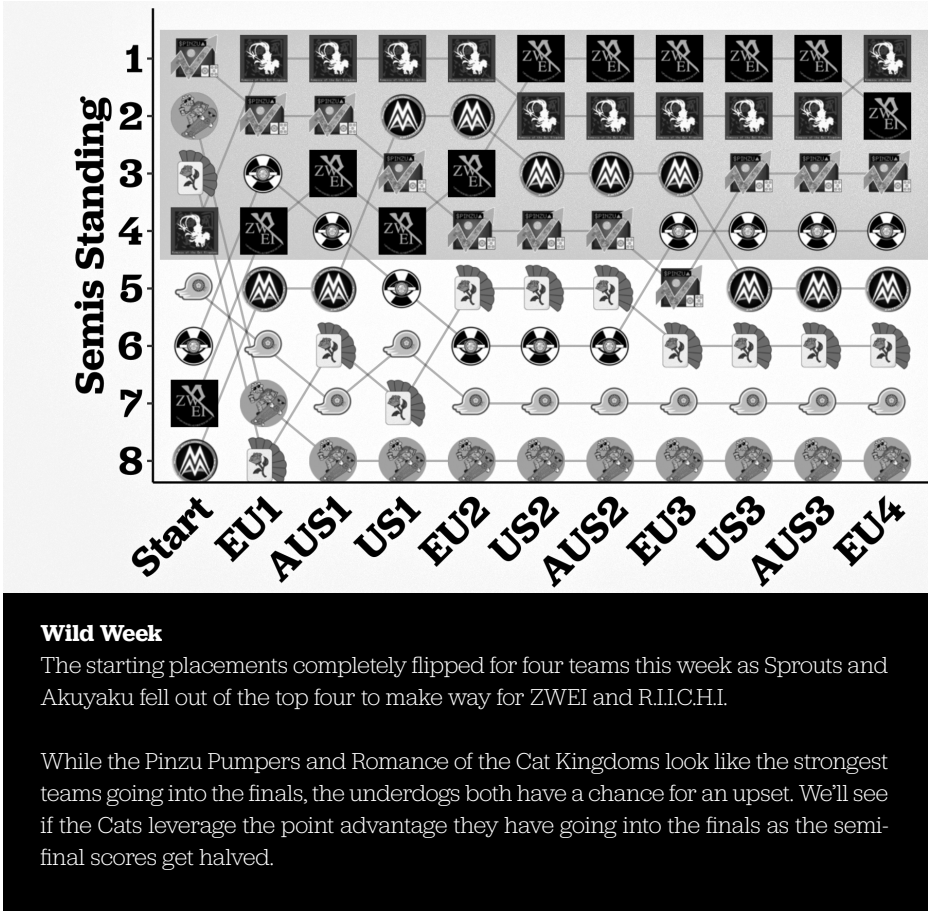 Semis Standing
1
2
3
4
5
6
7
8
Start EU1 AUS1 US1 EU2 US2 AUS2 EU3 US3 AUS3 EU4
Wild Week
The starting placements completely flipped for four teams this week as Sprouts and
Akuyaku fell out of the top four to make way for ZWEI and R.I.I.C.H.I.
While the Pinzu Pumpers and Romance of the Cat Kingdoms look like the strongest
teams going into the finals, the underdogs both have a chance for an upset. We'll see
if the Cats leverage the point advantage they have going into the finals as the semi-
final scores get halved.